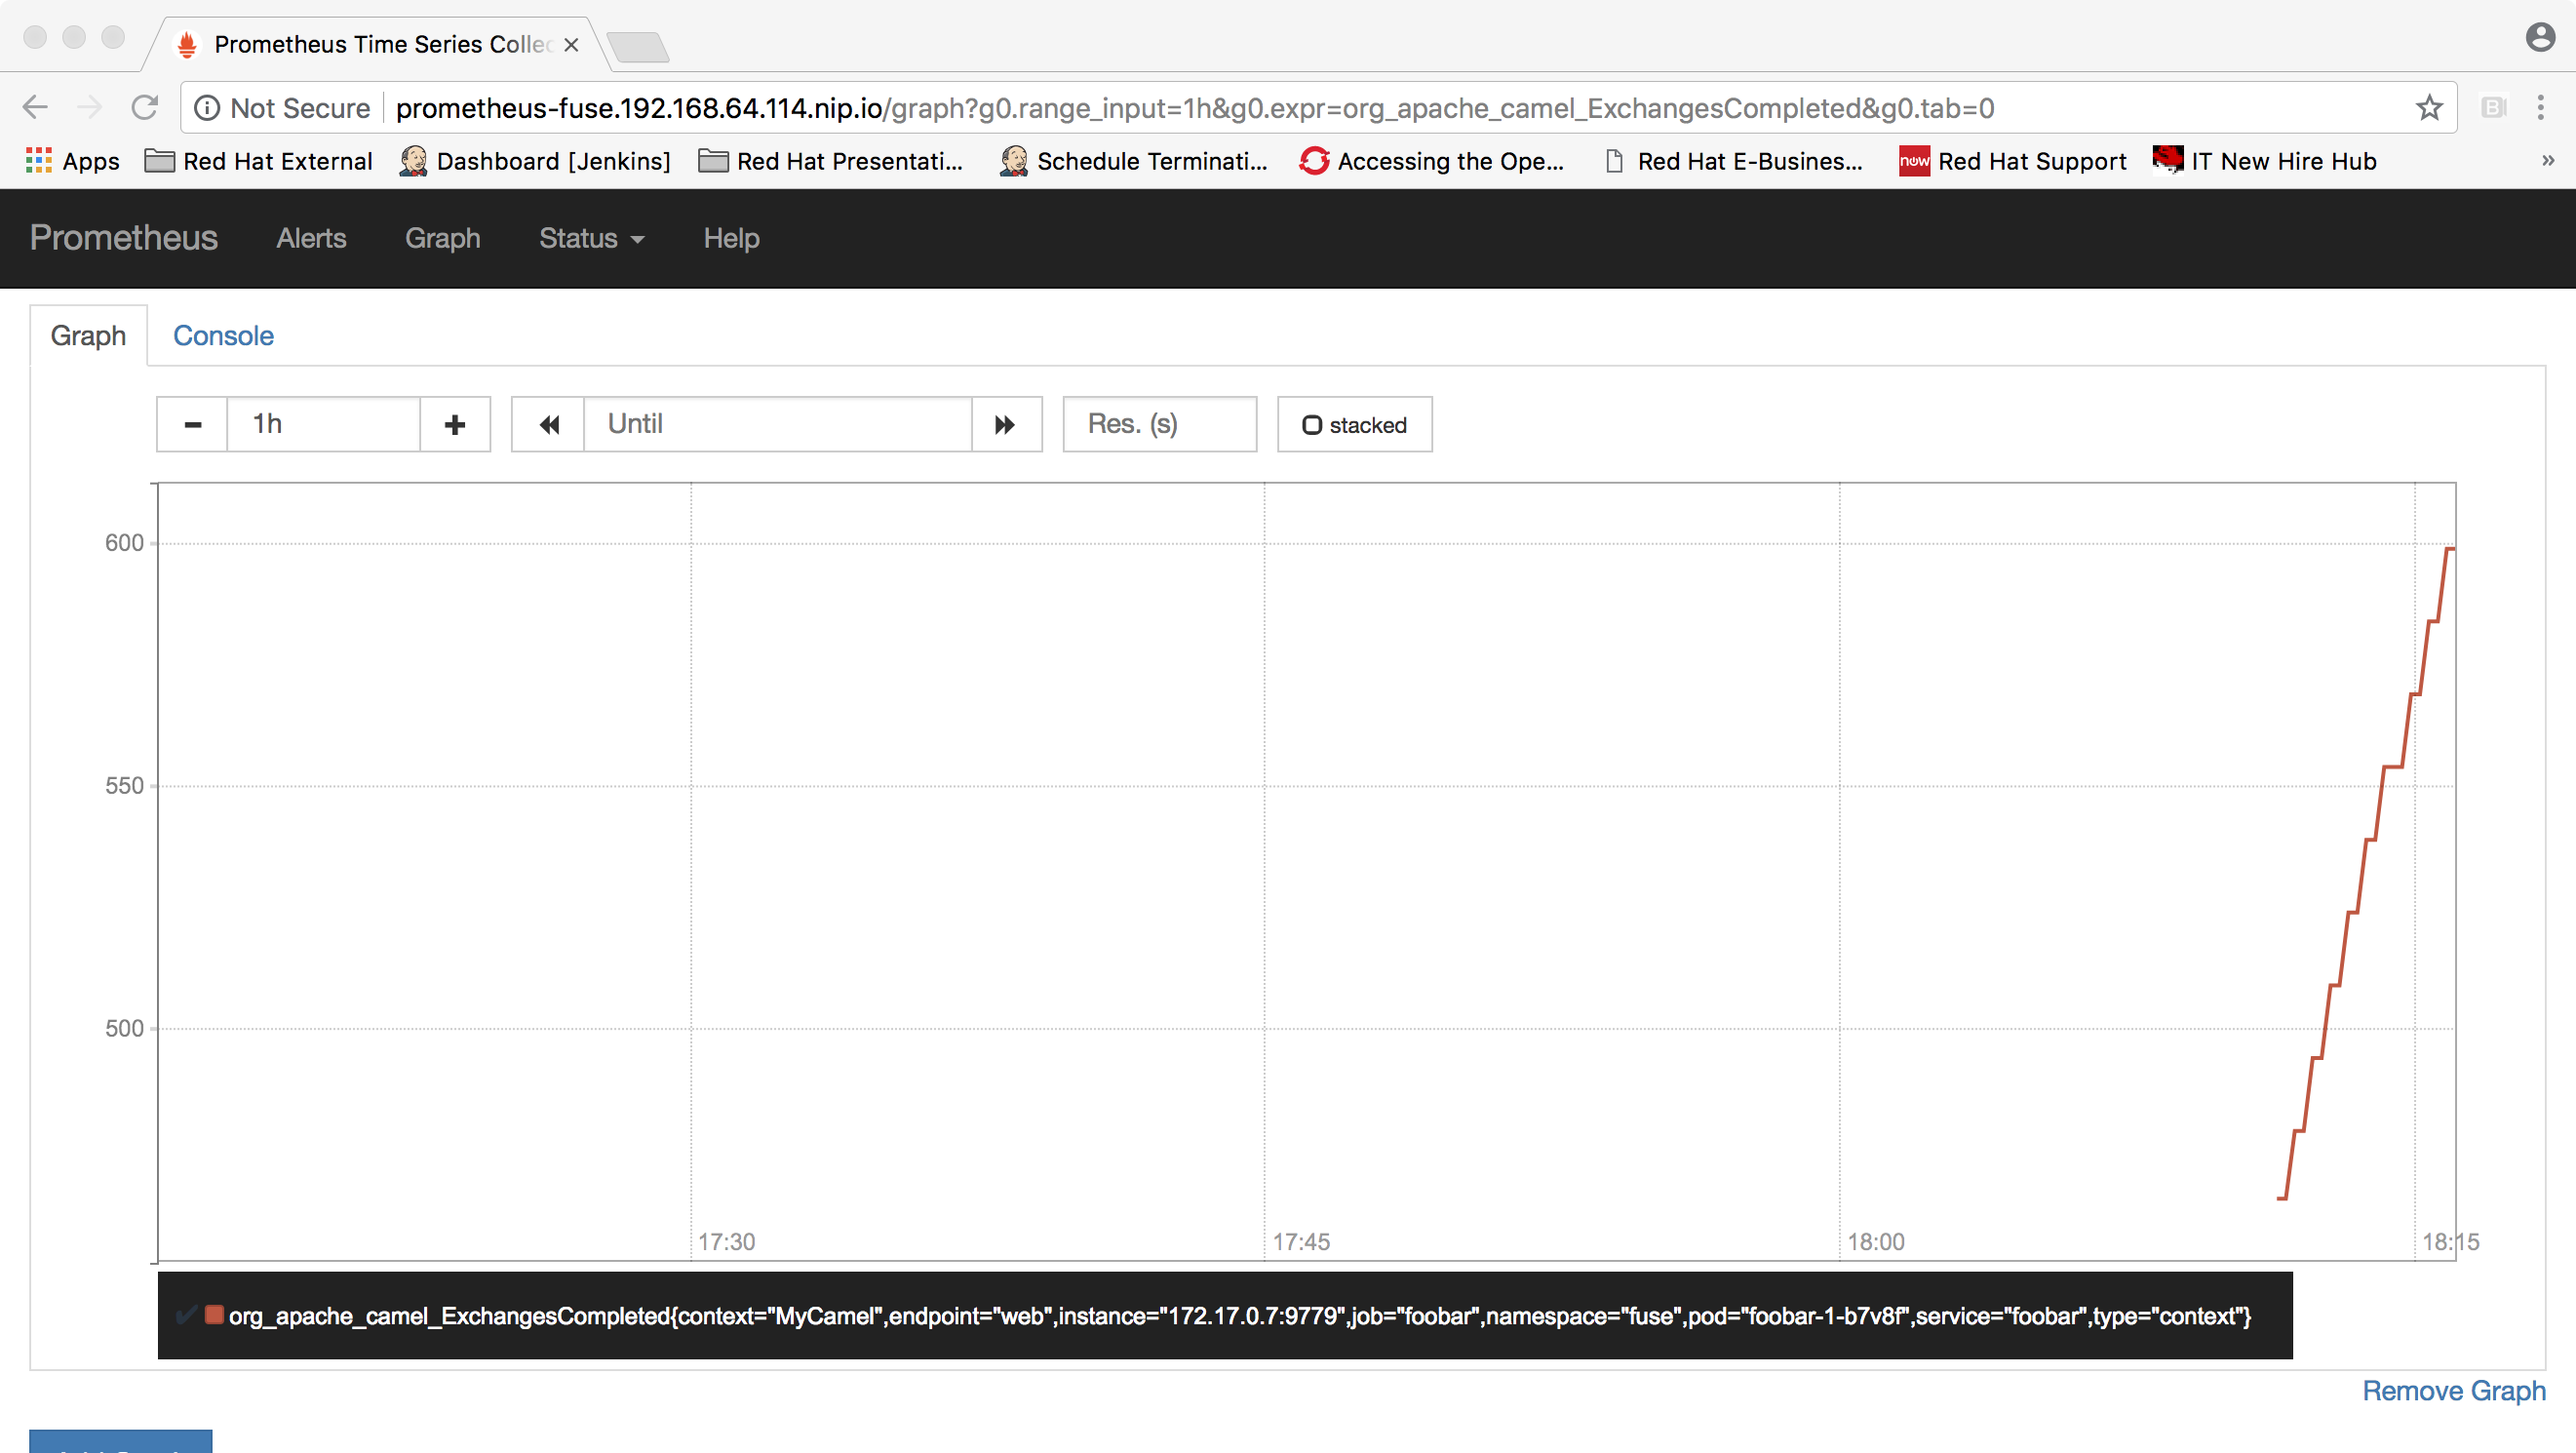 Prometheus Time Series Collec
Not Secure prometheus-fuse.192.168.64.114.nip.io/graph?g0.range_input=1h&g0.expr=org_apache_camel_ExchangesCompleted&g0.tab=0
Apps Red Hat External Dashboard [Jenkins] Red Hat Presentati... Schedule Terminati... Accessing the Ope... Red Hat E-Busines... now Red Hat Support IT New Hire Hub »
Prometheus Alerts Graph Status Help
Graph Console
1h Until Res. (s) stacked
600
550
500
17:30 17:45 18:00 18:15
org_apache_camel_ExchangesCompleted{context="MyCamel",endpoint="web",instance="172.17.0.7:9779",job="foobar",namespace="fuse",pod="foobar-1-b7v8f",service="foobar",type="context"}
Remove Graph